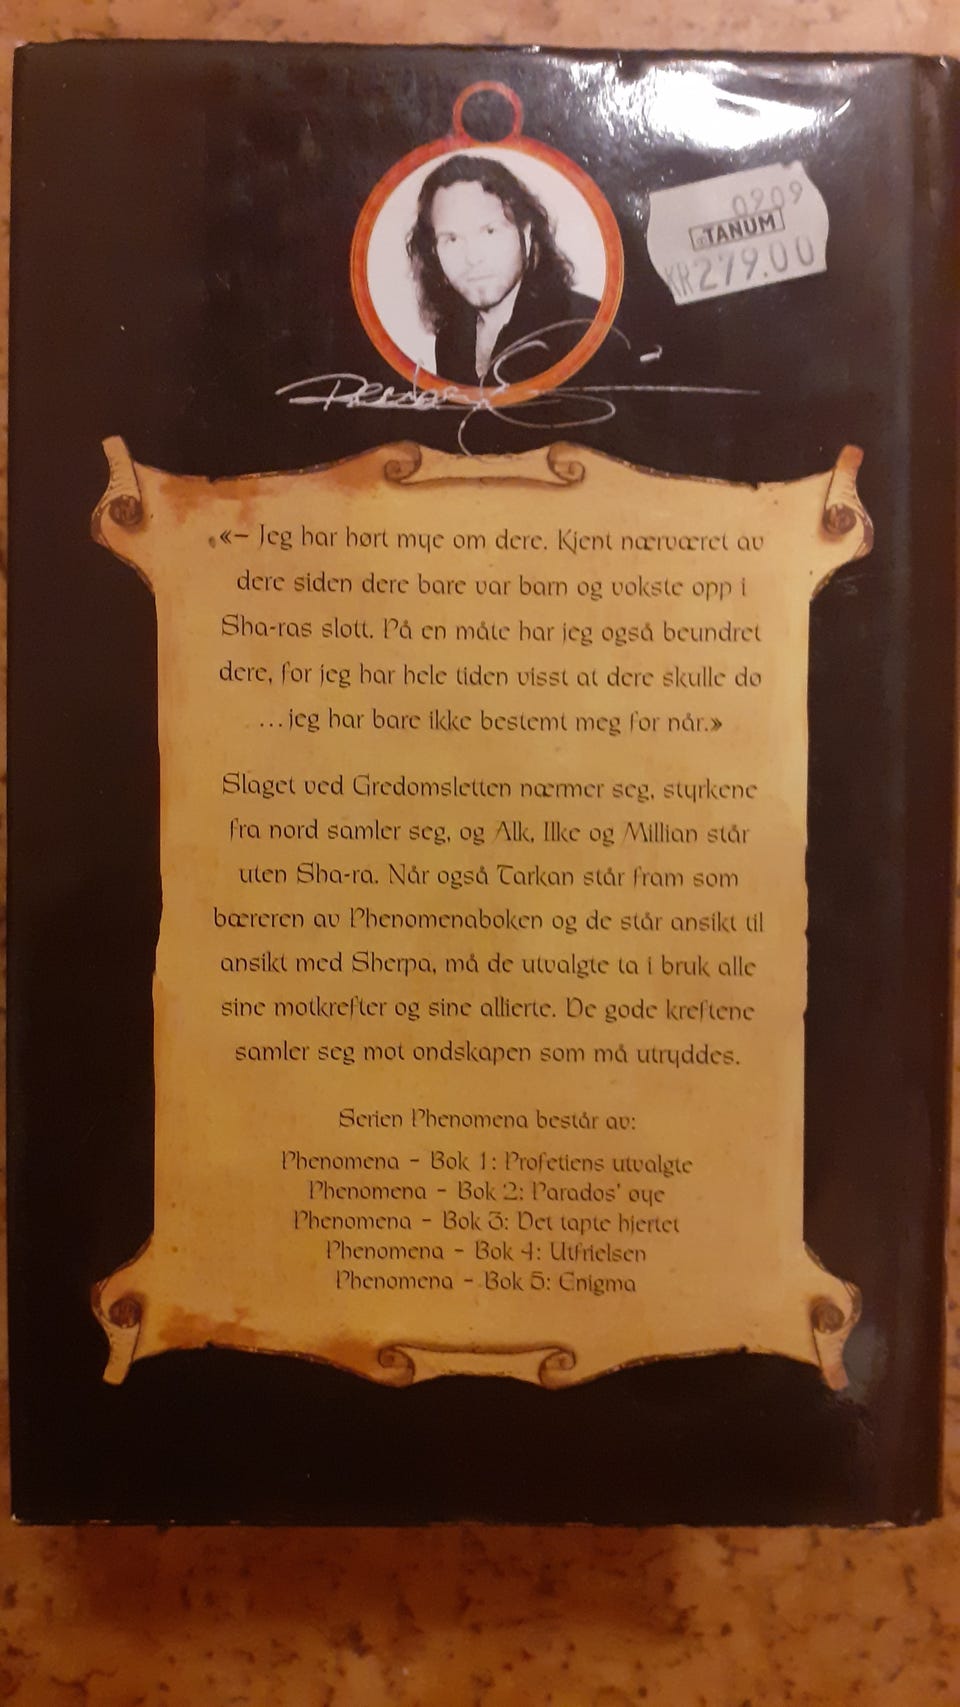 0909
TANUM
KR279.00
«– Jeg har hørt mye om dere. Kjent nærværet av
dere siden dere bare var barn og vokste opp i
Sha-ras slott. På en måte har jeg også beundret
dere, for jeg har hele tiden visst at dere skulle dø
...jeg har bare ikke bestemt meg for når.»
Slaget ved Gredomsletten nærmer seg, styrkene
fra nord samler seg, og Alk, Ilke og Millian står
uten Sha-ra. Når også Tarkan står fram som
bæreren av Phenomenaboken og de står ansikt til
ansikt med Sherpa, må de utvalgte ta i bruk alle
sine motkrefter og sine allierte. De gode kreftene
samler seg mot ondskapen som må utryddes.
Serien Phenomena består av:
Phenomena – Bok 1: Profetiens utvalgte
Phenomena – Bok 2: Parados' øye
Phenomena – Bok 3: Det tapte hjertet
Phenomena – Bok 4: Utfrielsen
Phenomena – Bok 5: Enigma